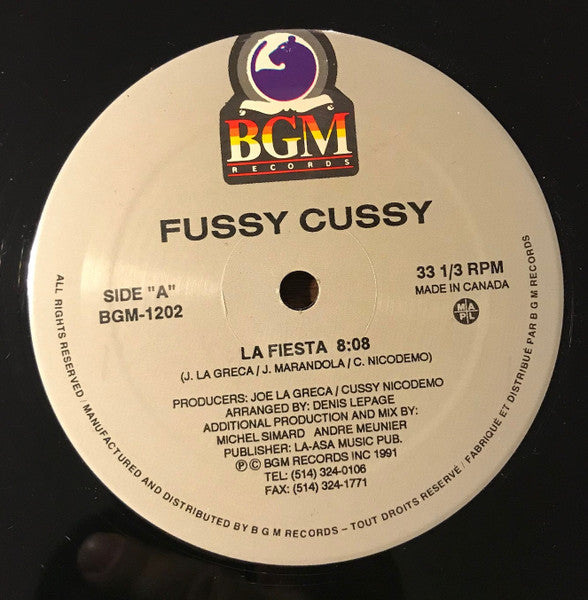 BGM
RECORDS
FUSSY CUSSY
SIDE "A"
BGM-1202
33 1/3 RPM
MADE IN CANADA
M A P L
LA FIESTA 8:08
(J. LA GRECA / J. MARANDOLA / C. NICODEMO)
PRODUCERS: JOE LA GRECA / CUSSY NICODEMO
ARRANGED BY: DENIS LEPAGE
ADDITIONAL PRODUCTION AND MIX BY:
MICHEL SIMARD ANDRE MEUNIER
PUBLISHER: LA-ASA MUSIC PUB.
Ⓟ © BGM RECORDS INC 1991
TEL: (514) 324-0106
FAX: (514) 324-1771
ALL RIGHTS RESERVED / MANUFACTURED AND DISTRIBUTED BY B G M RECORDS – TOUT DROITS RESERVE / FABRIQUE ET DISTRIBUÉ PAR B G M RECORDS